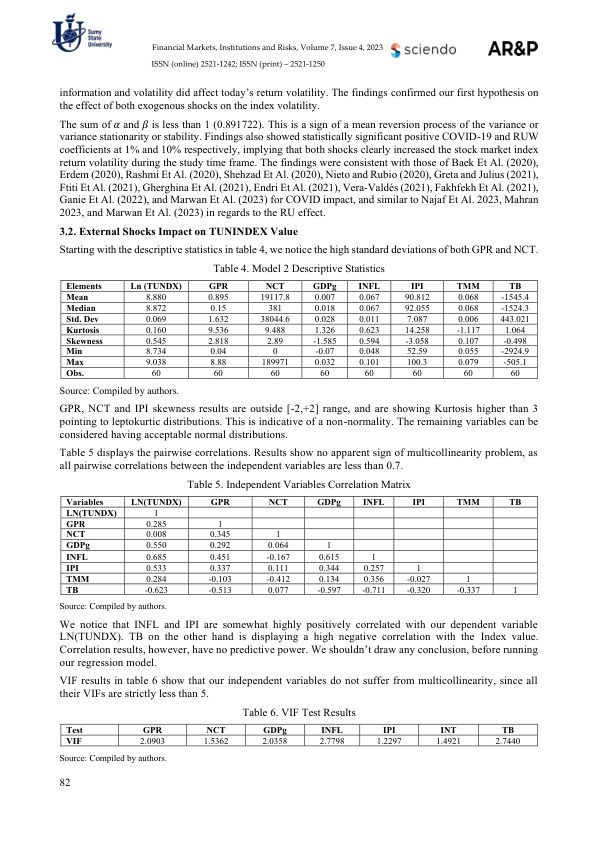 Sumy
State
University
Financial Markets, Institutions and Risks, Volume 7, Issue 4, 2023
sciendo
AR&P
ISSN (online) 2521-1242; ISSN (print) – 2521-1250
information and volatility did affect today's return volatility. The findings confirmed our first hypothesis on
the effect of both exogenous shocks on the index volatility.
The sum of α and β is less than 1 (0.891722). This is a sign of a mean reversion process of the variance or
variance stationarity or stability. Findings also showed statistically significant positive COVID-19 and RUW
coefficients at 1% and 10% respectively, implying that both shocks clearly increased the stock market index
return volatility during the study time frame. The findings were consistent with those of Baek Et Al. (2020),
Erdem (2020), Rashmi Et Al. (2020), Shehzad Et Al. (2020), Nieto and Rubio (2020), Greta and Julius (2021),
Ftiti Et Al. (2021), Gherghina Et Al. (2021), Endri Et Al. (2021), Vera-Valdés (2021), Fakhfekh Et Al. (2021),
Ganie Et Al. (2022), and Marwan Et Al. (2023) for COVID impact, and similar to Najaf Et Al. 2023, Mahran
2023, and Marwan Et Al. (2023) in regards to the RU effect.
3.2. External Shocks Impact on TUNINDEX Value
Starting with the descriptive statistics in table 4, we notice the high standard deviations of both GPR and NCT.
Table 4. Model 2 Descriptive Statistics
Elements Ln (TUNDX) GPR NCT GDPg INFL IPI TMM TB
Mean 8.880 0.895 19117.8 0.007 0.067 90.812 0.068 -1545.4
Median 8.872 0.15 381 0.018 0.067 92.055 0.068 -1524.3
Std. Dev 0.069 1.632 38044.6 0.028 0.011 7.087 0.006 443.021
Kurtosis 0.160 9.536 9.488 1.326 0.623 14.258 -1.117 1.064
Skewness 0.545 2.818 2.89 -1.585 0.594 -3.058 0.107 -0.498
Min 8.734 0.04 0 -0.07 0.048 52.59 0.055 -2924.9
Max 9.038 8.88 189971 0.032 0.101 100.3 0.079 -505.1
Obs. 60 60 60 60 60 60 60 60
Source: Compiled by authors.
GPR, NCT and IPI skewness results are outside [-2,+2] range, and are showing Kurtosis higher than 3
pointing to leptokurtic distributions. This is indicative of a non-normality. The remaining variables can be
considered having acceptable normal distributions.
Table 5 displays the pairwise correlations. Results show no apparent sign of multicollinearity problem, as
all pairwise correlations between the independent variables are less than 0.7.
Table 5. Independent Variables Correlation Matrix
Variables LN(TUNDX) GPR NCT GDPg INFL IPI TMM TB
LN(TUNDX) 1
GPR 0.285 1
NCT 0.008 0.345 1
GDPg 0.550 0.292 0.064 1
INFL 0.685 0.451 -0.167 0.615 1
IPI 0.533 0.337 0.111 0.344 0.257 1
TMM 0.284 -0.103 -0.412 0.134 0.356 -0.027 1
TB -0.623 -0.513 0.077 -0.597 -0.711 -0.320 -0.337 1
Source: Compiled by authors.
We notice that INFL and IPI are somewhat highly positively correlated with our dependent variable
LN(TUNDX). TB on the other hand is displaying a high negative correlation with the Index value.
Correlation results, however, have no predictive power. We shouldn't draw any conclusion, before running
our regression model.
VIF results in table 6 show that our independent variables do not suffer from multicollinearity, since all
their VIFs are strictly less than 5.
Table 6. VIF Test Results
Test GPR NCT GDPg INFL IPI INT TB
VIF 2.0903 1.5362 2.0358 2.7798 1.2297 1.4921 2.7440
Source: Compiled by authors.
82